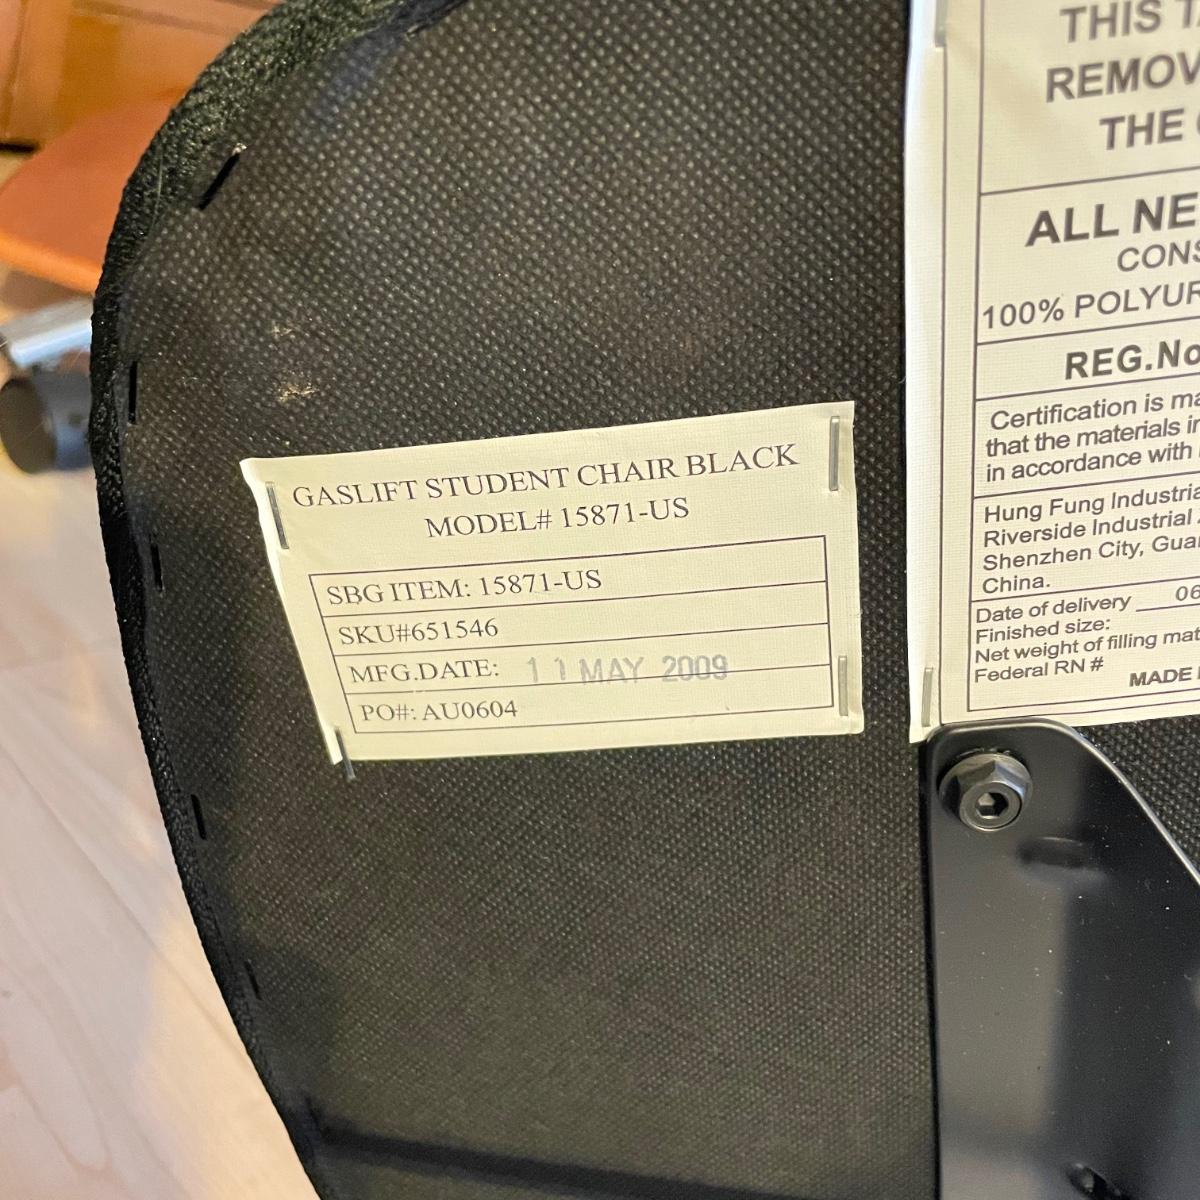 GASLIFT STUDENT CHAIR BLACK
MODEL# 15871-US
SBG ITEM: 15871-US
SKU#651546
MFG.DATE: 11 MAY 2009
PO#: AU0604
THIS
REMOV
THE
ALL NE
CONS
100% POLYUR
REG.No
Certification is ma
that the materials in
in accordance with
Hung Fung Industria
Riverside Industrial
Shenzhen City, Gua
China.
Date of delivery 06
Finished size:
Net weight of filling mat
Federal RN #
MADE